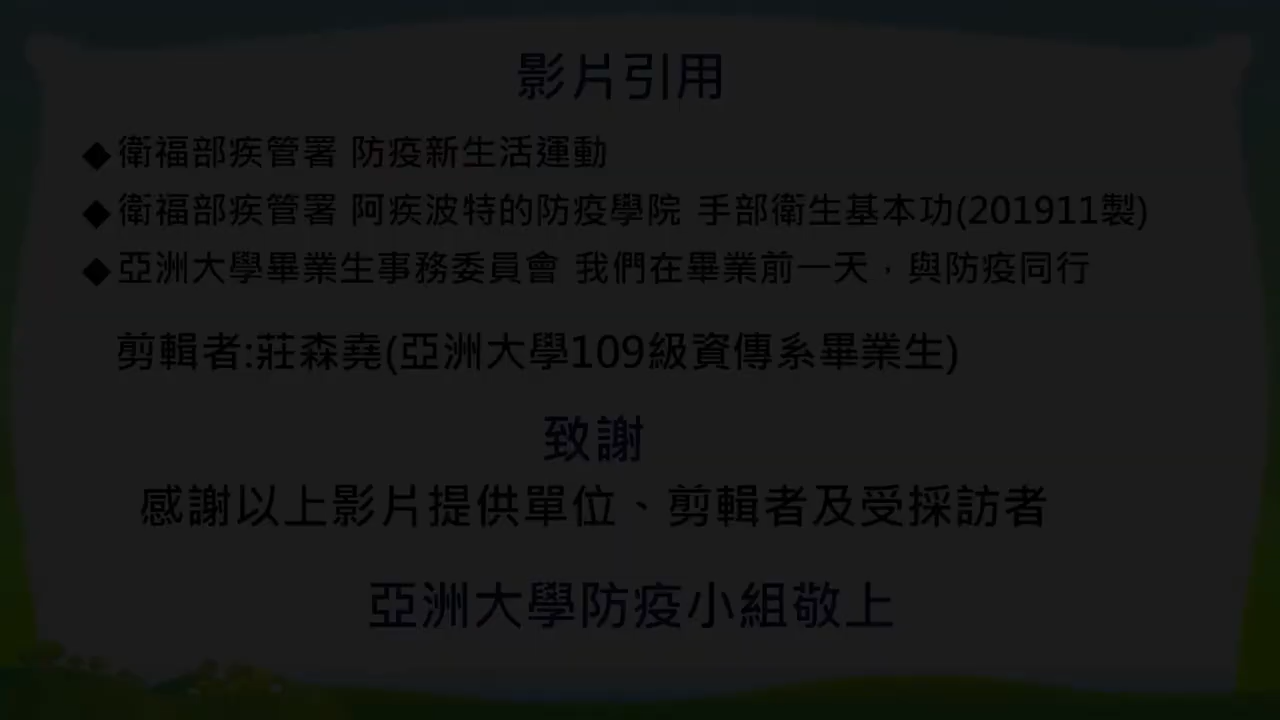 影片引用
◆衛福部疾管署 防疫新生活運動
◆衛福部疾管署 阿疾波特的防疫學院 手部衛生基本功(201911製)
◆亞洲大學畢業生事務委員會 我們在畢業前一天，與防疫同行
剪輯者:莊森堯(亞洲大學109級資傳系畢業生)
致謝
感謝以上影片提供單位、剪輯者及受採訪者
亞洲大學防疫小組敬上